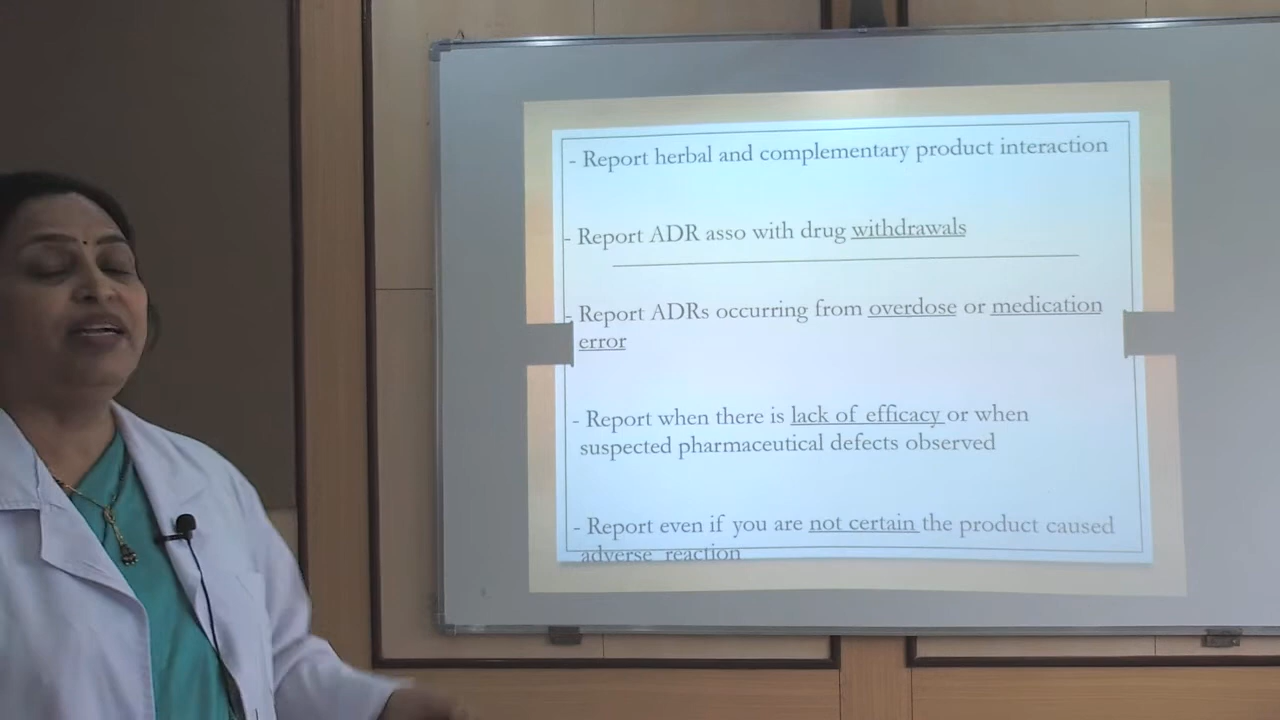 - Report herbal and complementary product interaction
- Report ADR asso with drug withdrawals
- Report ADRs occurring from overdose or medication
error
- Report when there is lack of efficacy or when
suspected pharmaceutical defects observed
- Report even if you are not certain the product caused
adverse reaction